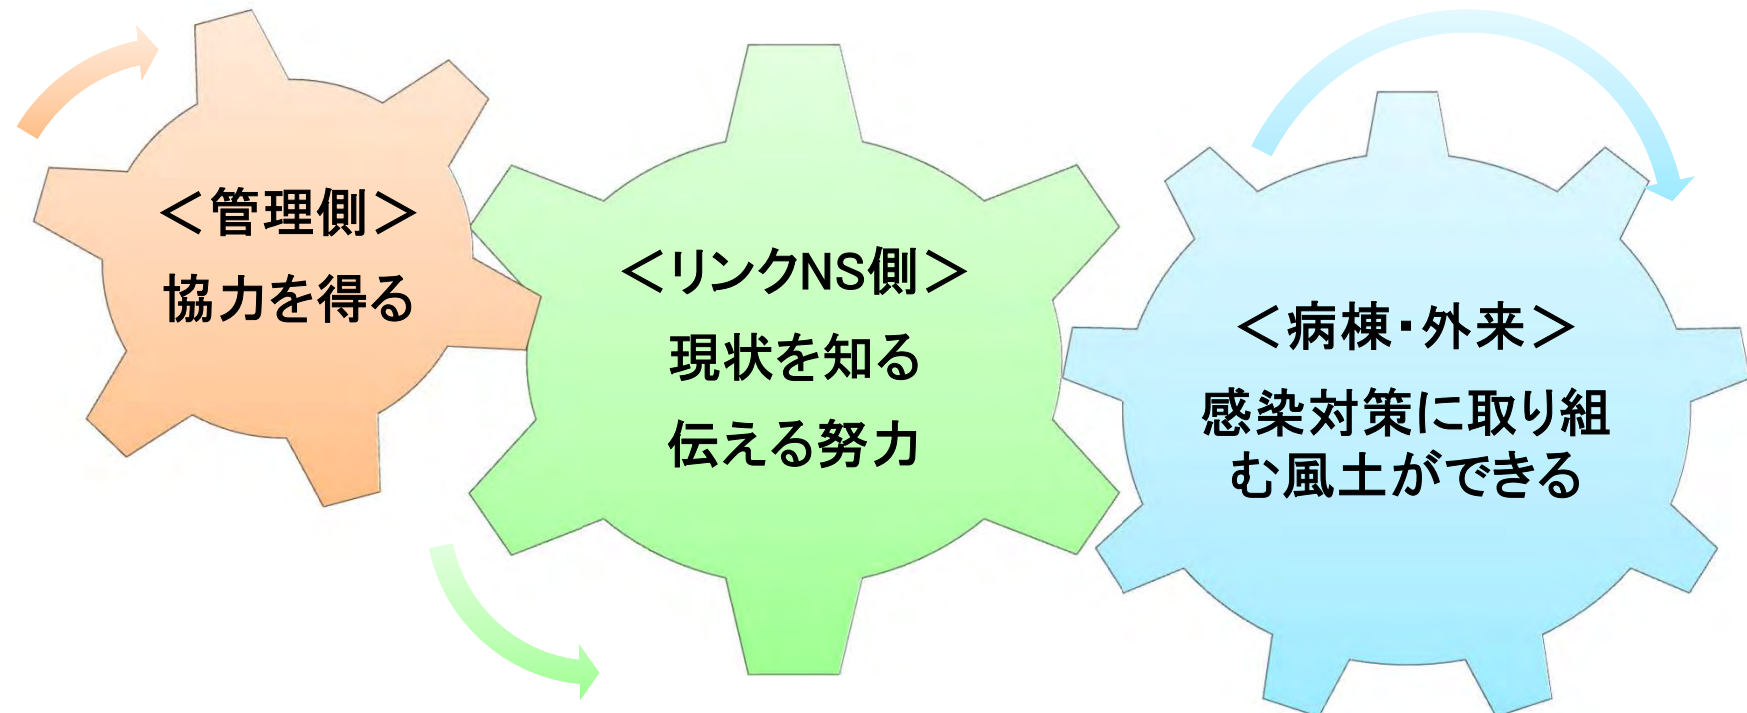 ＜管理側＞
協力を得る
＜リンクNS側＞
現状を知る
伝える努力
＜病棟・外来＞
感染対策に取り組
む風土ができる